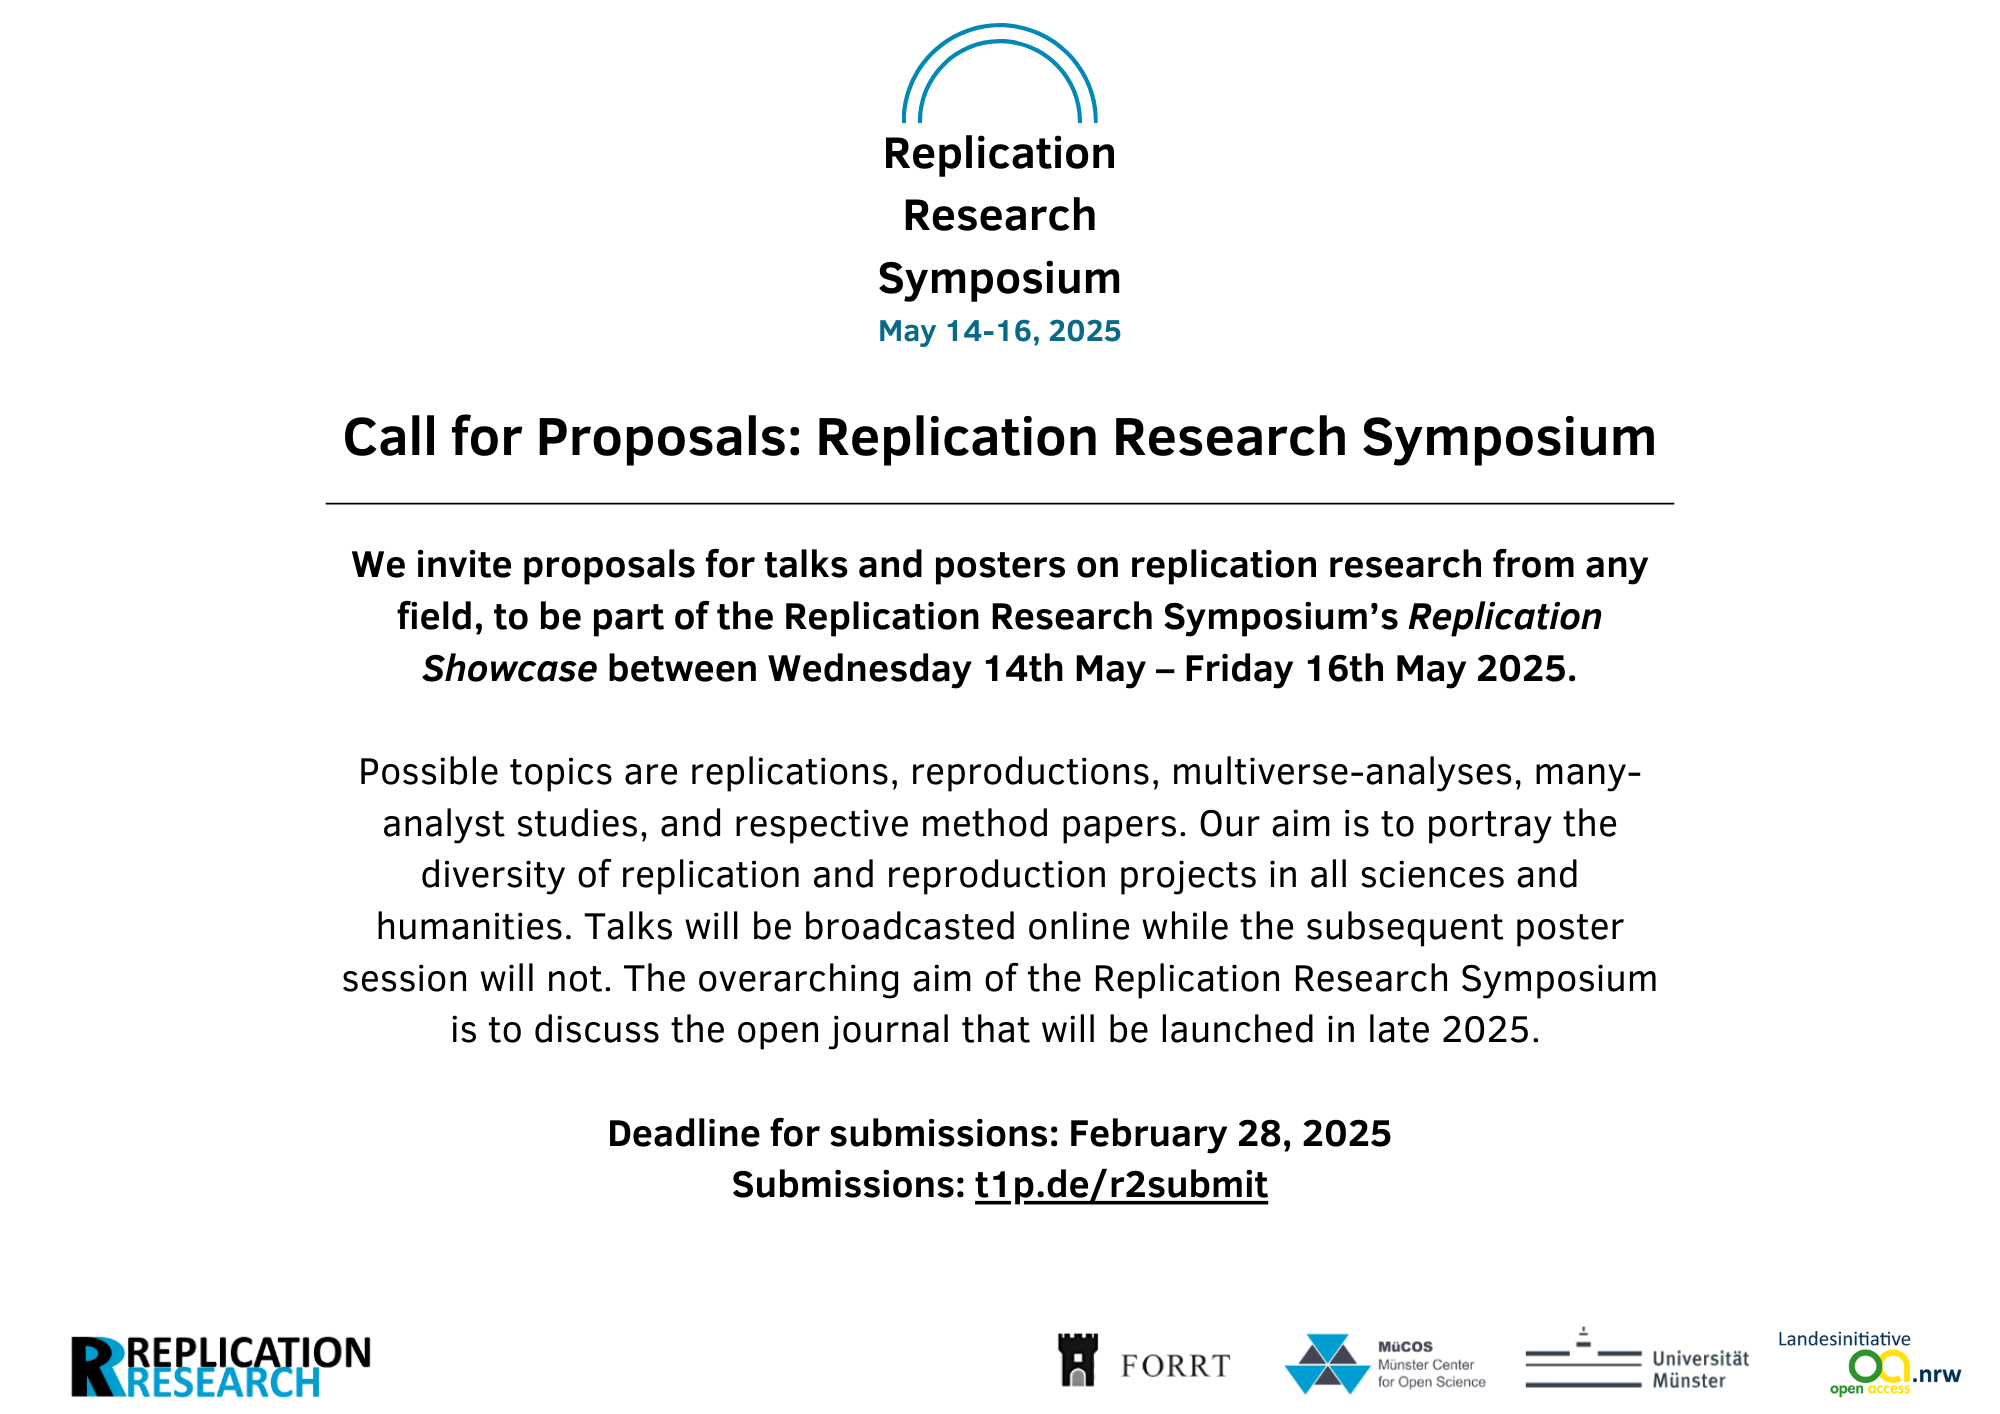 Replication
Research
Symposium
May 14-16, 2025
Call for Proposals: Replication Research Symposium
We invite proposals for talks and posters on replication research from any
field, to be part of the Replication Research Symposium’s Replication
Showcase between Wednesday 14th May – Friday 16th May 2025.
Possible topics are replications, reproductions, multiverse-analyses, many-
analyst studies, and respective method papers. Our aim is to portray the
diversity of replication and reproduction projects in all sciences and
humanities. Talks will be broadcasted online while the subsequent poster
session will not. The overarching aim of the Replication Research Symposium
is to discuss the open journal that will be launched in late 2025.
Deadline for submissions: February 28, 2025
Submissions: t1p.de/r2submit
REPLICATION
RESEARCH
FORRT
MüCOS
Münster Center
for Open Science
Universität
Münster
Landesinitiative
oa.nrw
open access